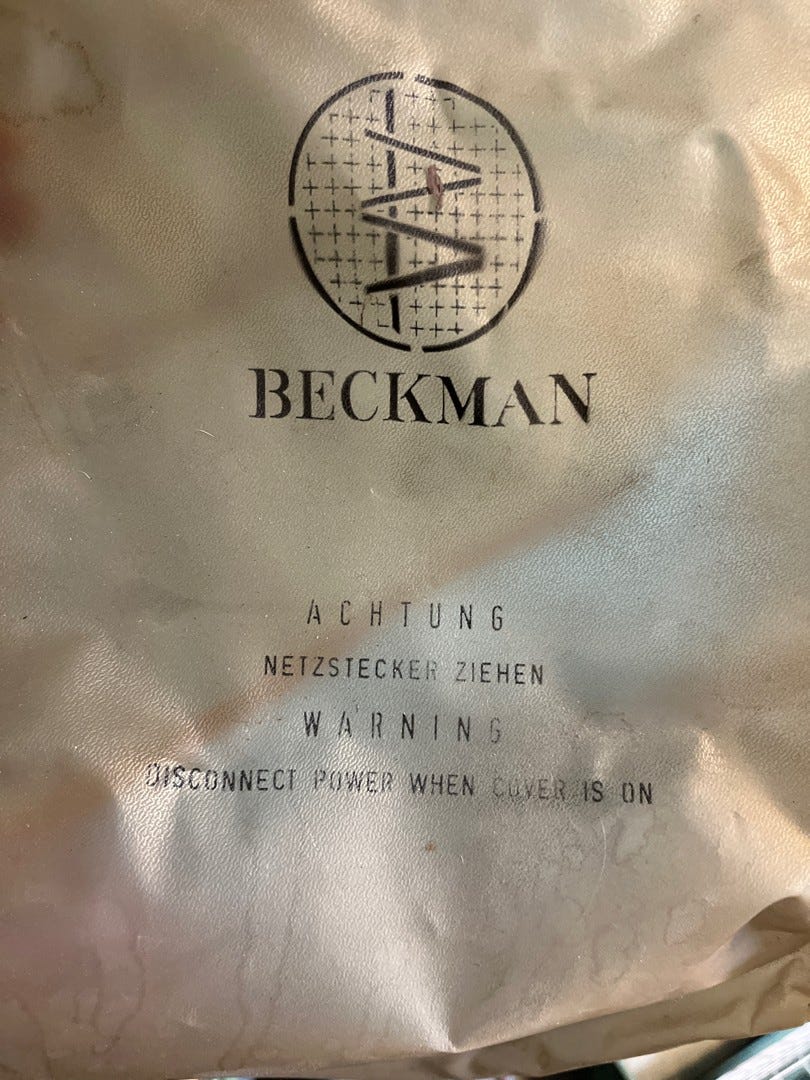 BECKMAN
ACHTUNG
NETZSTECKER ZIEHEN
WARNING
DISCONNECT POWER WHEN COVER IS ON